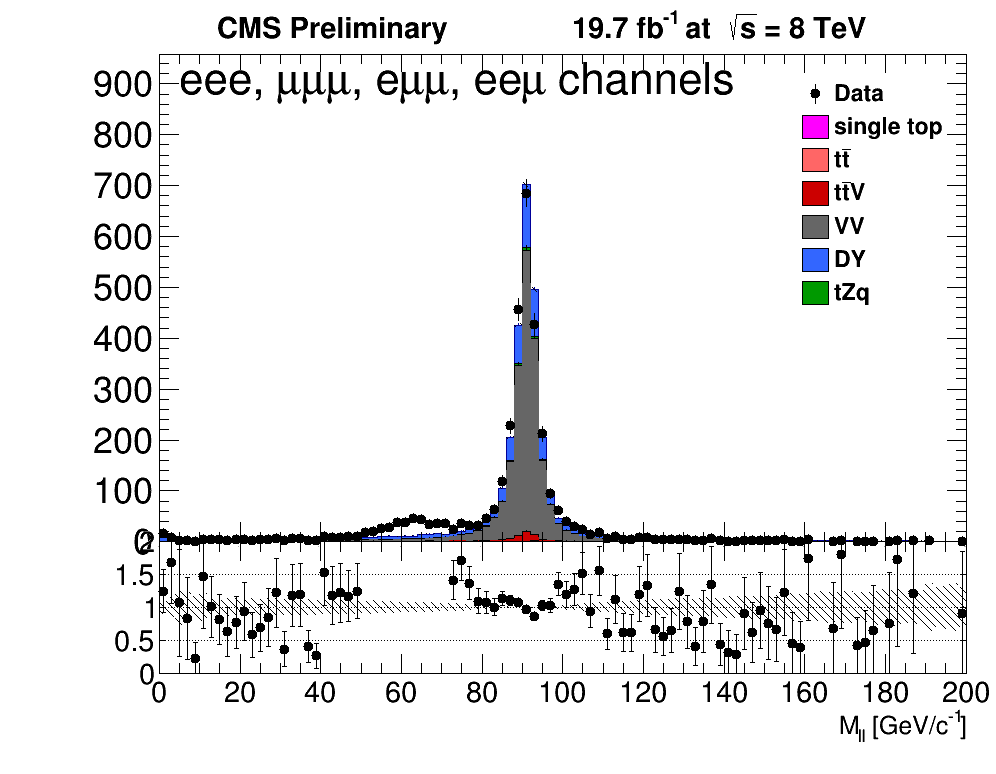 CMS Preliminary 19.7 fb⁻¹ at √s = 8 TeV
eee, μμμ, eμμ, eeμ channels
Data
single top
tt̄
tt̄V
VV
DY
tZq
900
800
700
600
500
400
300
200
100
0
2
1.5
1
0.5
0
0 20 40 60 80 100 120 140 160 180 200
M_ll [GeV/c⁻¹]